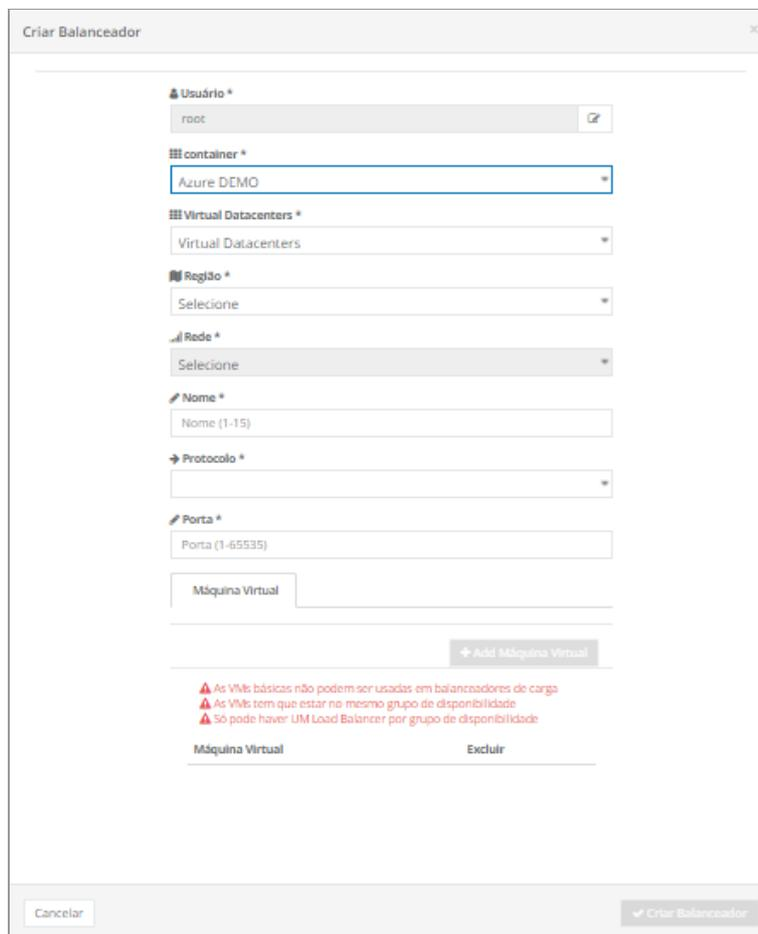 Criar Balanceador
Usuário *
root
container *
Azure DEMO
Virtual Datacenters *
Virtual Datacenters
Região *
Selecione
Rede *
Selecione
Nome *
Nome (1-15)
Protocolo *
Porta *
Porta (1-65535)
Máquina Virtual
Add Máquina Virtual
As VMs básicas não podem ser usadas em balanceadores de carga
As VMs tem que estar no mesmo grupo de disponibilidade
Só pode haver UM Load Balancer por grupo de disponibilidade
Máquina Virtual Excluir
Cancelar Criar Balanceador